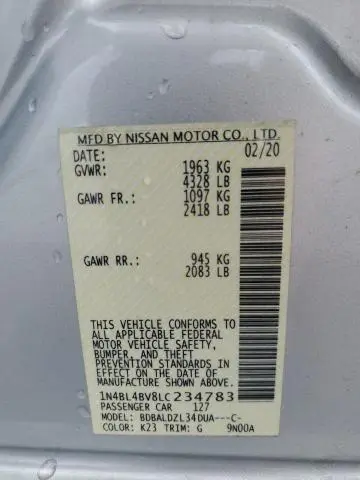 MFD BY NISSAN MOTOR CO., LTD.
DATE: 02/20
GVWR: 1963 KG
4328 LB
GAWR FR.: 1097 KG
2418 LB
GAWR RR.: 945 KG
2083 LB
THIS VEHICLE CONFORMS TO
ALL APPLICABLE FEDERAL
MOTOR VEHICLE SAFETY,
BUMPER, AND THEFT
PREVENTION STANDARDS IN
EFFECT ON THE DATE OF
MANUFACTURE SHOWN ABOVE.
1N4BL4BV8LC234783
PASSENGER CAR 127
MODEL: BDBALDZL34DUA---C-
COLOR: K23 TRIM: G 9N00A